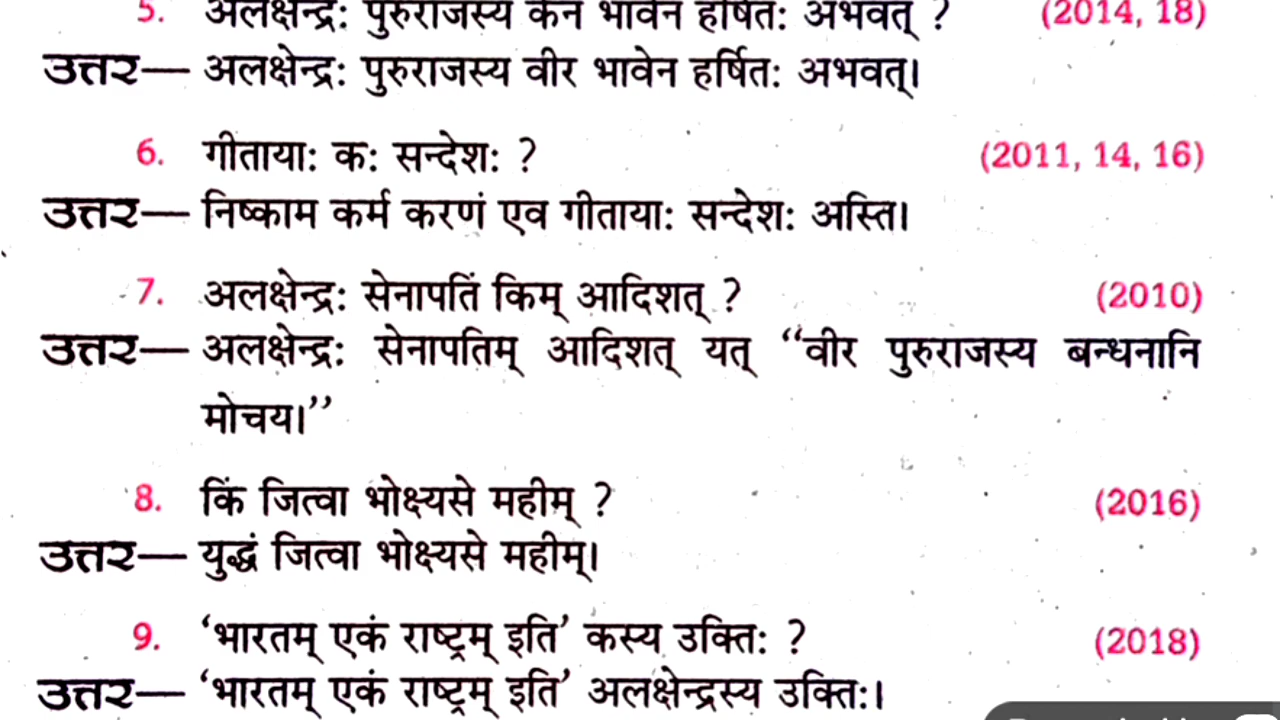 5. अलक्षेन्द्रः पुरुराजस्य केन भावेन हर्षितः अभवत् ? (2014, 18)
उत्तर— अलक्षेन्द्रः पुरुराजस्य वीर भावेन हर्षितः अभवत्।
6. गीतायाः कः सन्देशः ? (2011, 14, 16)
उत्तर— निष्काम कर्म करणं एव गीतायाः सन्देशः अस्ति।
7. अलक्षेन्द्रः सेनापतिं किम् आदिशत् ? (2010)
उत्तर— अलक्षेन्द्रः सेनापतिम् आदिशत् यत् “वीर पुरुराजस्य बन्धनानि
मोचय।”
8. किं जित्वा भोक्ष्यसे महीम् ? (2016)
उत्तर— युद्धं जित्वा भोक्ष्यसे महीम्।
9. ‘भारतम् एकं राष्ट्रम् इति’ कस्य उक्तिः ? (2018)
उत्तर— ‘भारतम् एकं राष्ट्रम् इति’ अलक्षेन्द्रस्य उक्तिः।